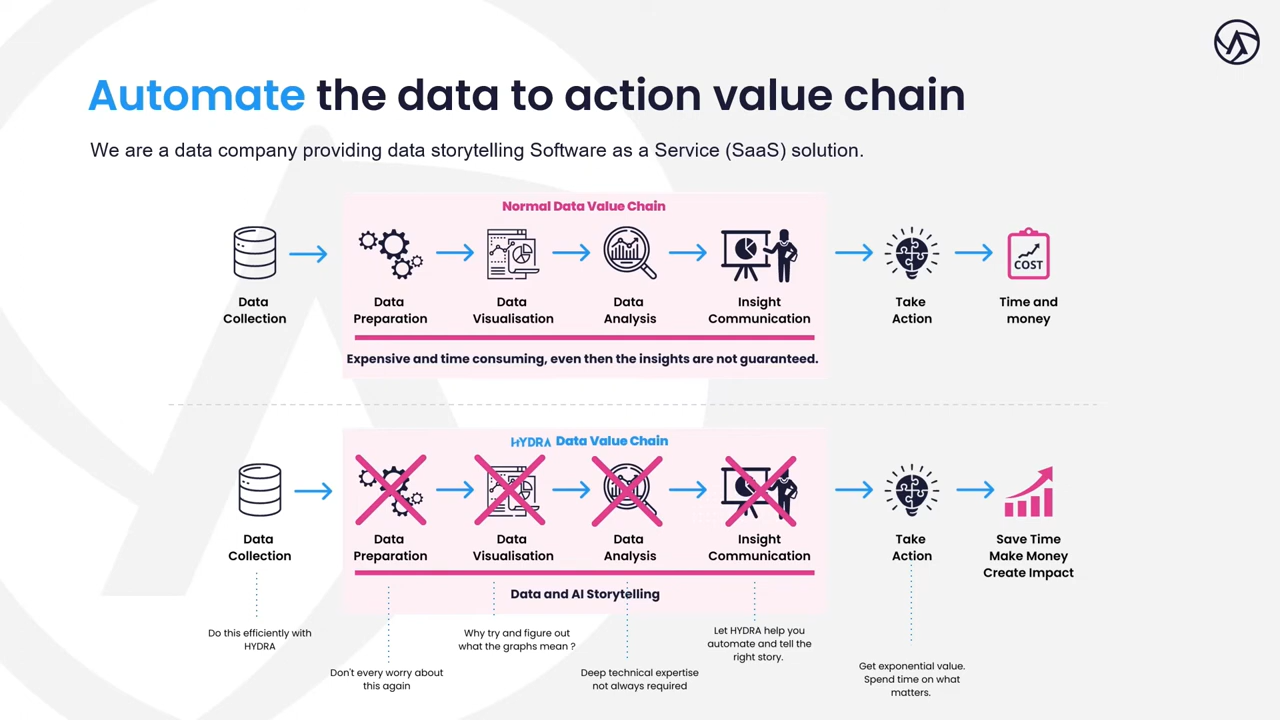 Automate the data to action value chain
We are a data company providing data storytelling Software as a Service (SaaS) solution.
Normal Data Value Chain
COST
Data
Collection
Data
Preparation
Data
Visualisation
Data
Analysis
Insight
Communication
Take
Action
Time and
money
Expensive and time consuming, even then the insights are not guaranteed.
HYDRA Data Value Chain
Data
Collection
Data
Preparation
Data
Visualisation
Data
Analysis
Insight
Communication
Take
Action
Save Time
Make Money
Create Impact
Data and AI Storytelling
Do this efficiently with
HYDRA
Don't every worry about
this again
Why try and figure out
what the graphs mean ?
Deep technical expertise
not always required
Let HYDRA help you
automate and tell the
right story.
Get exponential value.
Spend time on what
matters.